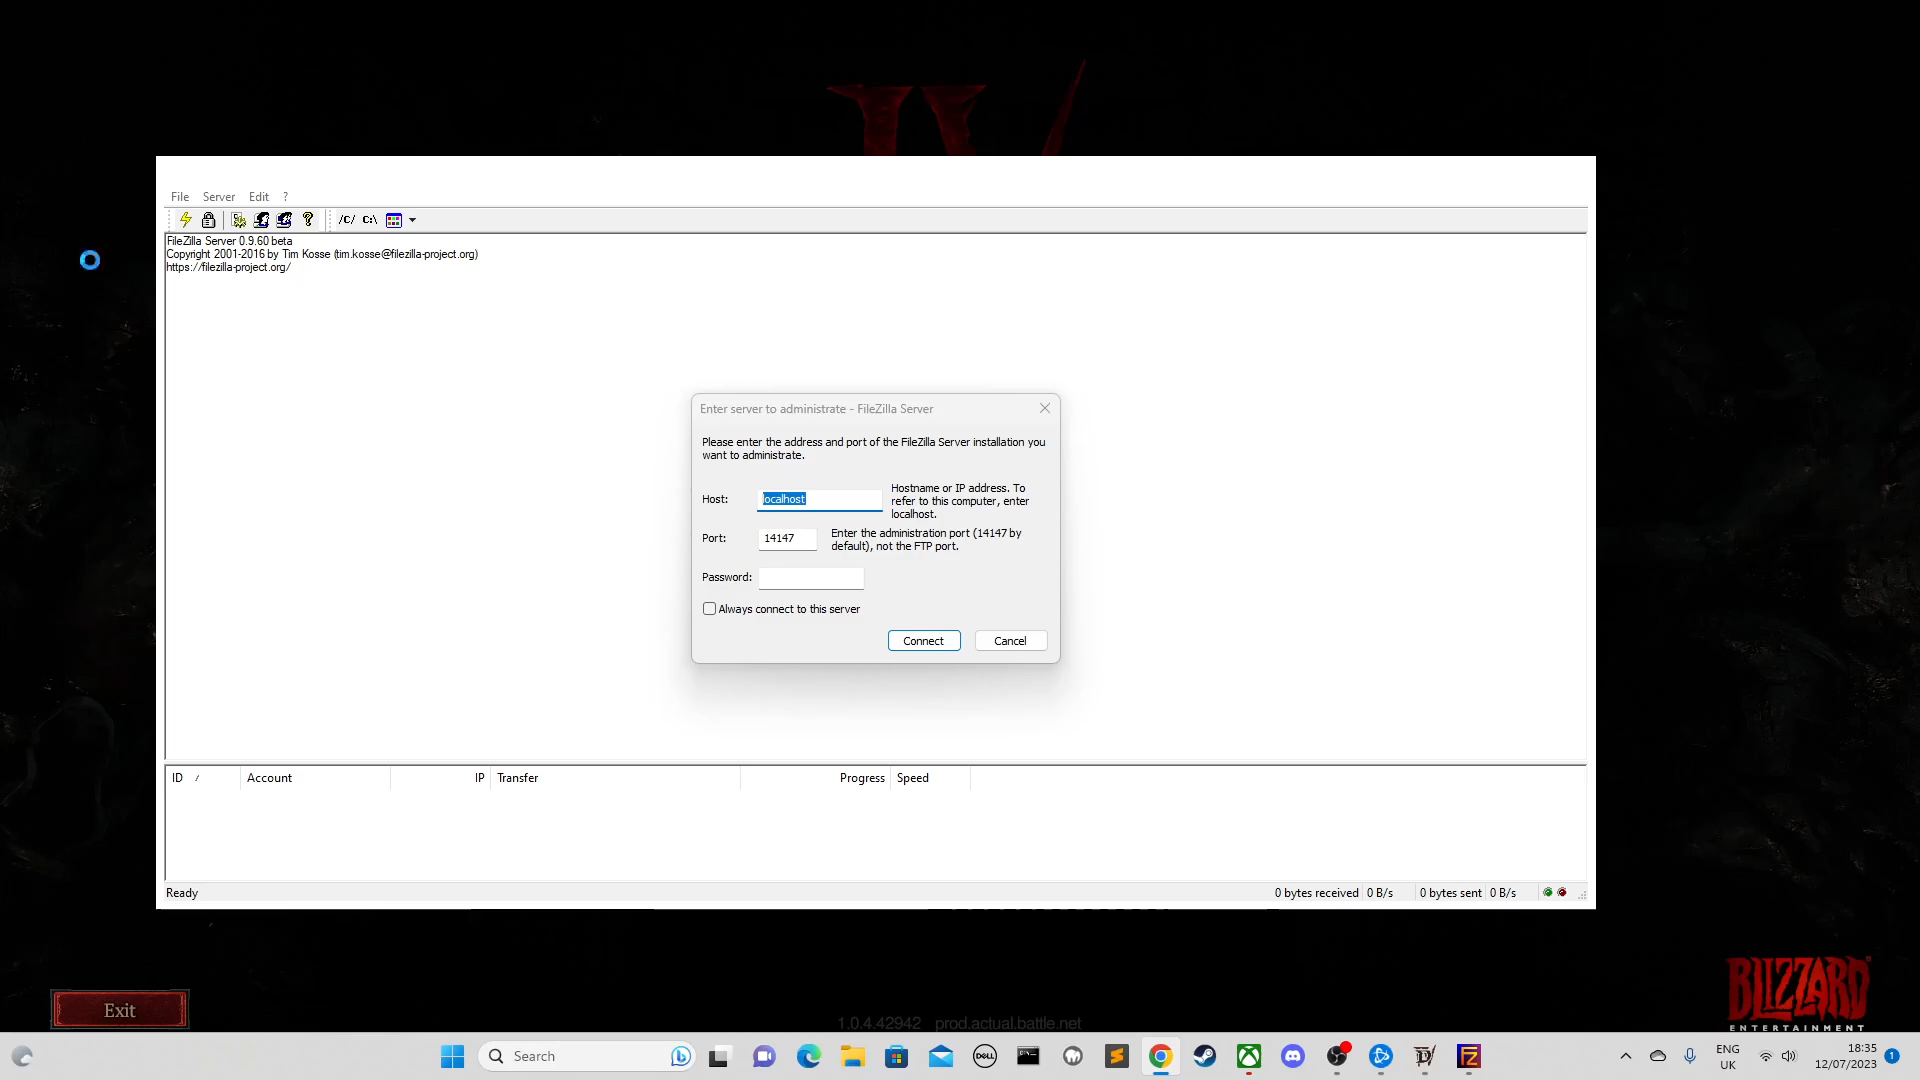 IV
File Server Edit ?
/C/ C:\
FileZilla Server 0.9.60 beta
Copyright 2001-2016 by Tim Kosse (tim.kosse@filezilla-project.org)
https://filezilla-project.org/
Enter server to administrate - FileZilla Server
Please enter the address and port of the FileZilla Server installation you
want to administrate.
Host: localhost
Hostname or IP address. To
refer to this computer, enter
localhost.
Port: 14147
Enter the administration port (14147 by
default), not the FTP port.
Password:
Always connect to this server
Connect Cancel
ID / Account IP Transfer Progress Speed
Ready 0 bytes received 0 B/s 0 bytes sent 0 B/s
BLIZZARD
ENTERTAINMENT
Exit
1.0.4.42942 prod.actual.battle.net
Search
DELL
FZ
ENG
UK
18:35
12/07/2023
1